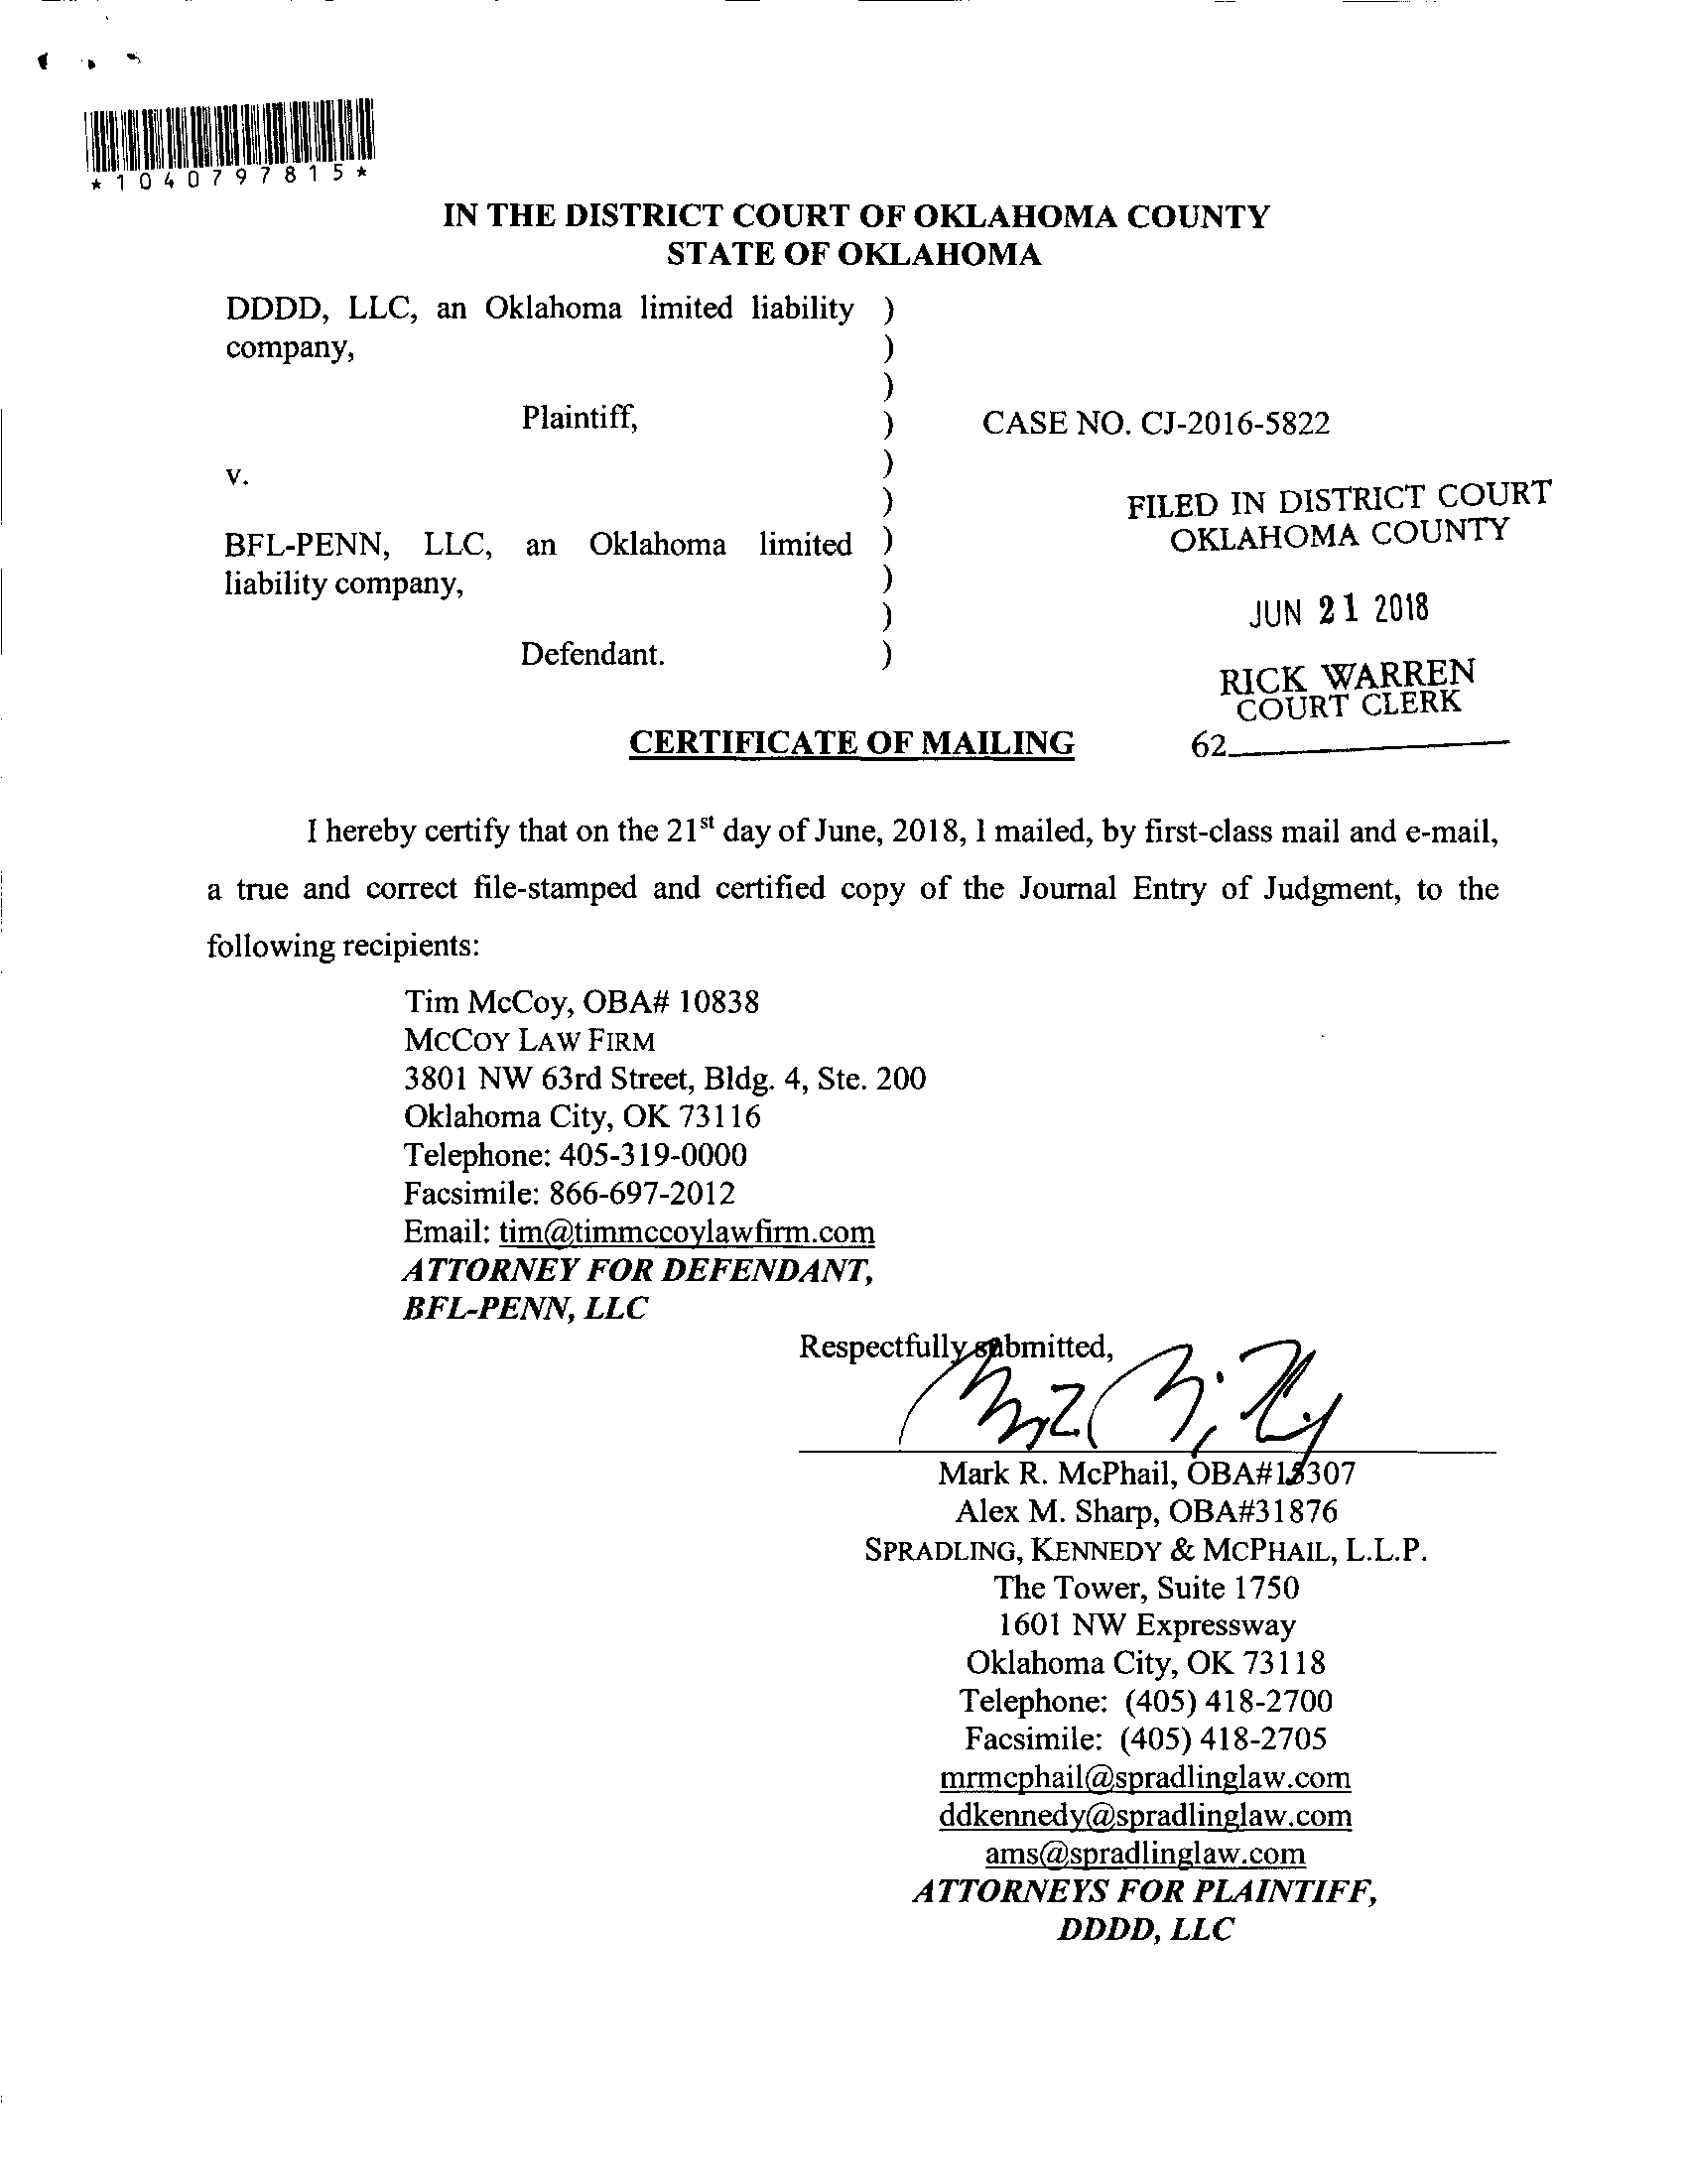 *1040797815*
IN THE DISTRICT COURT OF OKLAHOMA COUNTY
STATE OF OKLAHOMA
DDDD, LLC, an Oklahoma limited liability )
company, )
)
Plaintiff, ) CASE NO. CJ-2016-5822
v. )
)
BFL-PENN, LLC, an Oklahoma limited )
liability company, )
)
Defendant. )
FILED IN DISTRICT COURT
OKLAHOMA COUNTY
JUN 21 2018
RICK WARREN
COURT CLERK
62
CERTIFICATE OF MAILING
I hereby certify that on the 21st day of June, 2018, I mailed, by first-class mail and e-mail,
a true and correct file-stamped and certified copy of the Journal Entry of Judgment, to the
following recipients:
Tim McCoy, OBA# 10838
MCCOY LAW FIRM
3801 NW 63rd Street, Bldg. 4, Ste. 200
Oklahoma City, OK 73116
Telephone: 405-319-0000
Facsimile: 866-697-2012
Email: tim@timmccoylawfirm.com
ATTORNEY FOR DEFENDANT,
BFL-PENN, LLC
Respectfully submitted,
Mark R. McPhail,
Alex M. Sharp, OBA#31876
SPRADLING, KENNEDY & MCPHAIL, L.L.P.
The Tower, Suite 1750
1601 NW Expressway
Oklahoma City, OK 73118
Telephone: (405) 418-2700
Facsimile: (405) 418-2705
mrmcphail@spradlinglaw.com
ddkennedy@spradlinglaw.com
ams@spradlinglaw.com
ATTORNEYS FOR PLAINTIFF,
DDDD, LLC